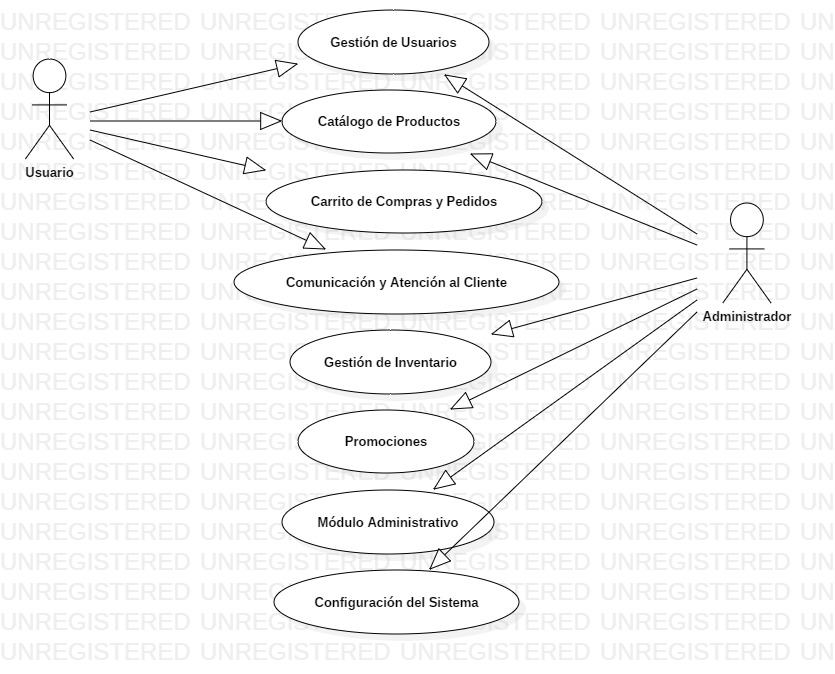 Gestión de Usuarios
Catálogo de Productos
Usuario
Carrito de Compras y Pedidos
Comunicación y Atención al Cliente
Administrador
Gestión de Inventario
Promociones
Módulo Administrativo
Configuración del Sistema
UNREGISTERED